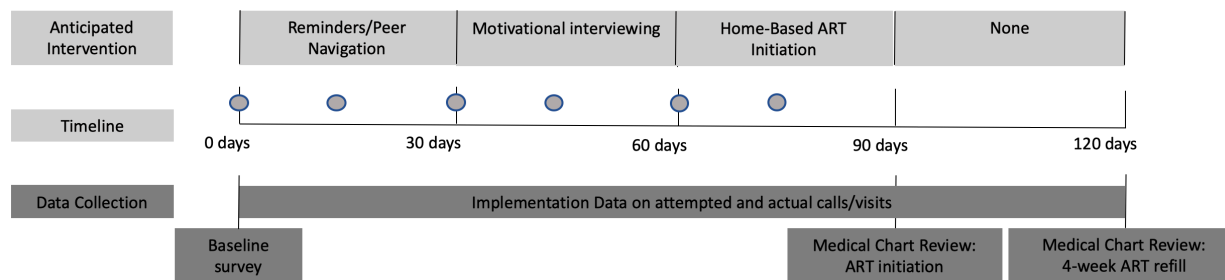 Anticipated
Intervention
Reminders/Peer
Navigation
Motivational interviewing
Home-Based ART
Initiation
None
Timeline
0 days
30 days
60 days
90 days
120 days
Data Collection
Implementation Data on attempted and actual calls/visits
Baseline
survey
Medical Chart Review:
ART initiation
Medical Chart Review:
4-week ART refill